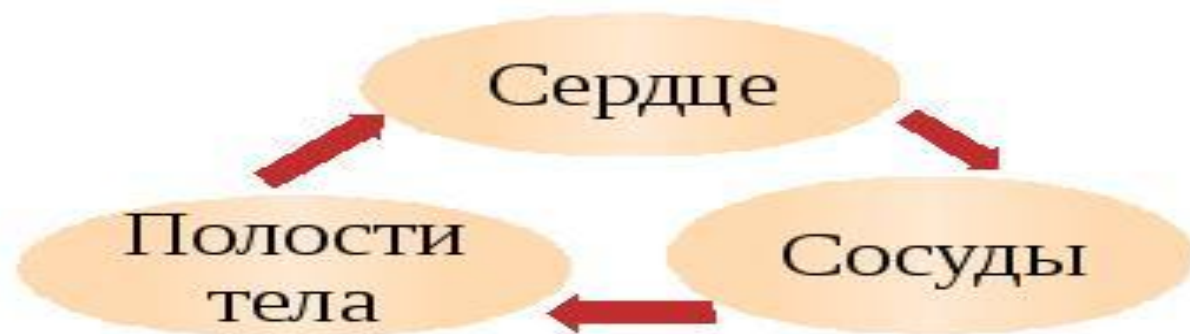 Сердце
Полости
тела
Сосуды